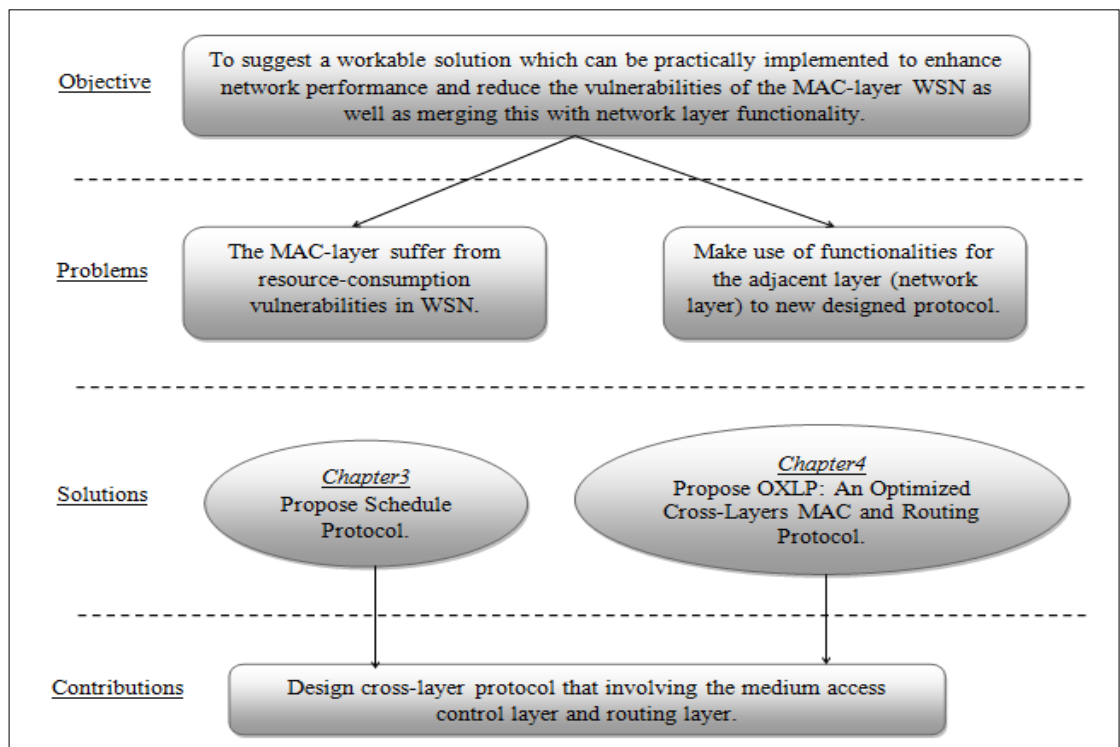 Objective
To suggest a workable solution which can be practically implemented to enhance
network performance and reduce the vulnerabilities of the MAC-layer WSN as
well as merging this with network layer functionality.
Problems
The MAC-layer suffer from
resource-consumption
vulnerabilities in WSN.
Make use of functionalities for
the adjacent layer (network
layer) to new designed protocol.
Solutions
Chapter3
Propose Schedule
Protocol.
Chapter4
Propose OXLP: An Optimized
Cross-Layers MAC and Routing
Protocol.
Contributions
Design cross-layer protocol that involving the medium access
control layer and routing layer.